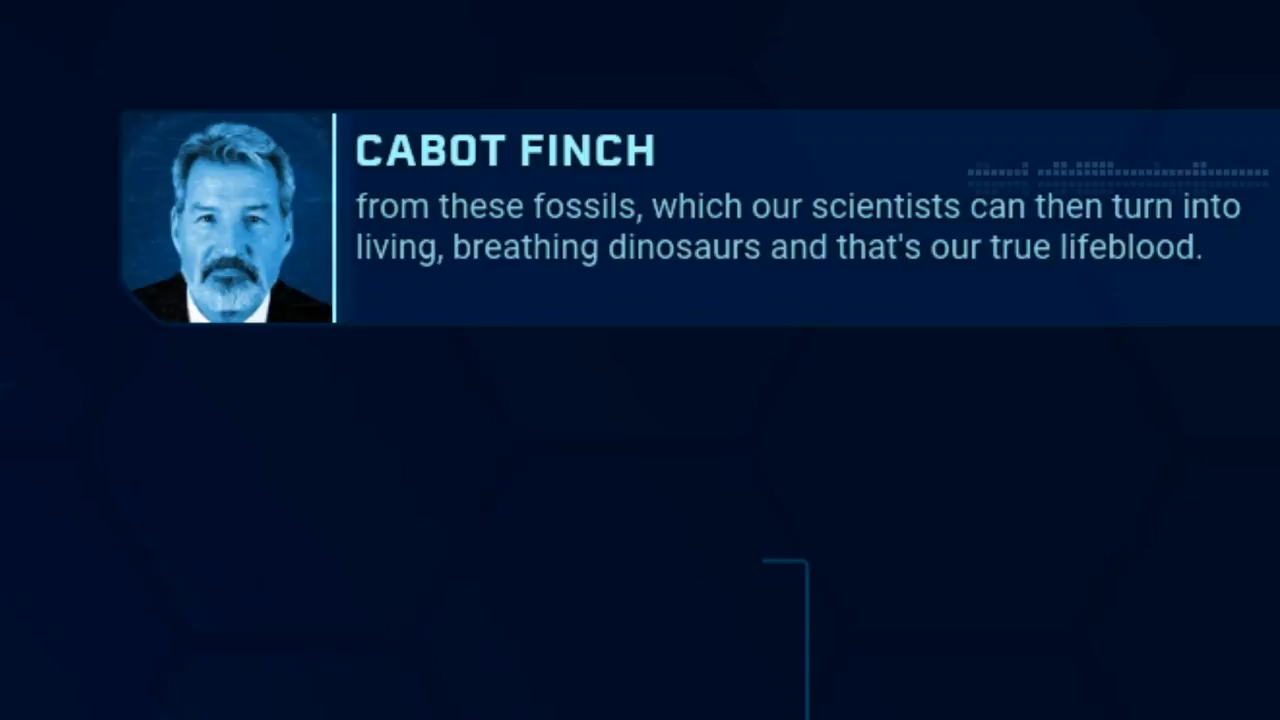 CABOT FINCH
from these fossils, which our scientists can then turn into
living, breathing dinosaurs and that's our true lifeblood.